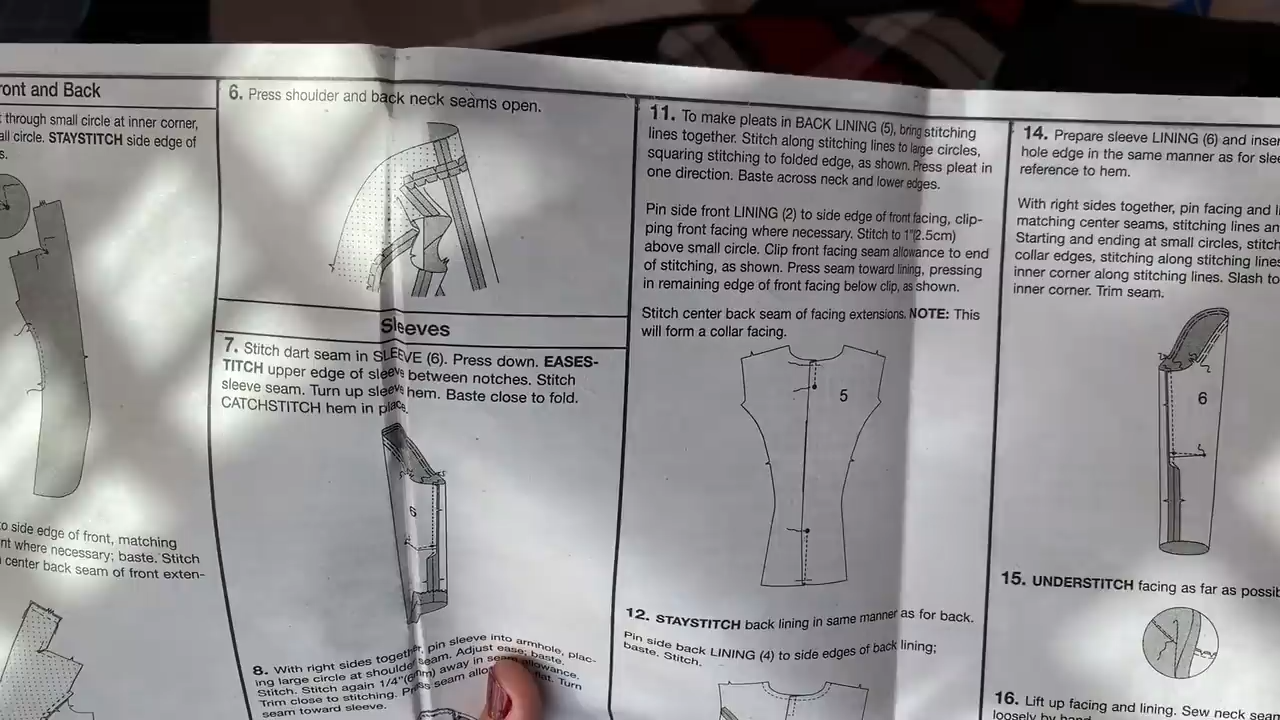 ront and Back
through small circle at inner corner,
all circle. STAYSTITCH side edge of
s.
o side edge of front, matching
nt where necessary; baste. Stitch
center back seam of front exten-
6. Press shoulder and back neck seams open.
Sleeves
7. Stitch dart seam in SLEEVE (6). Press down. EASES-
TITCH upper edge of sleeve between notches. Stitch
sleeve seam. Turn up sleeve hem. Baste close to fold.
CATCHSTITCH hem in place.
6
8. With right sides together, pin sleeve into armhole, plac-
ing large circle at shoulder seam. Adjust ease; baste.
Stitch. Stitch again 1/4"(6mm) away in seam allowance.
Trim close to stitching. Press seam flat. Turn
seam toward sleeve.
11. To make pleats in BACK LINING (5), bring stitching
lines together. Stitch along stitching lines to large circles,
squaring stitching to folded edge, as shown. Press pleat in
one direction. Baste across neck and lower edges.
Pin side front LINING (2) to side edge of front facing, clip-
ping front facing where necessary. Stitch to 1"(2.5cm)
above small circle. Clip front facing seam allowance to end
of stitching, as shown. Press seam toward lining, pressing
in remaining edge of front facing below clip, as shown.
Stitch center back seam of facing extensions. NOTE: This
will form a collar facing.
5
12. STAYSTITCH back lining in same manner as for back.
Pin side back LINING (4) to side edges of back lining;
baste. Stitch.
14. Prepare sleeve LINING (6) and inser
hole edge in the same manner as for slee
reference to hem.
With right sides together, pin facing and li
matching center seams, stitching lines an
Starting and ending at small circles, stitch
collar edges, stitching along stitching lines
inner corner along stitching lines. Slash to
inner corner. Trim seam.
6
15. UNDERSTITCH facing as far as possib
16. Lift up facing and lining. Sew neck sean
loosely by hand